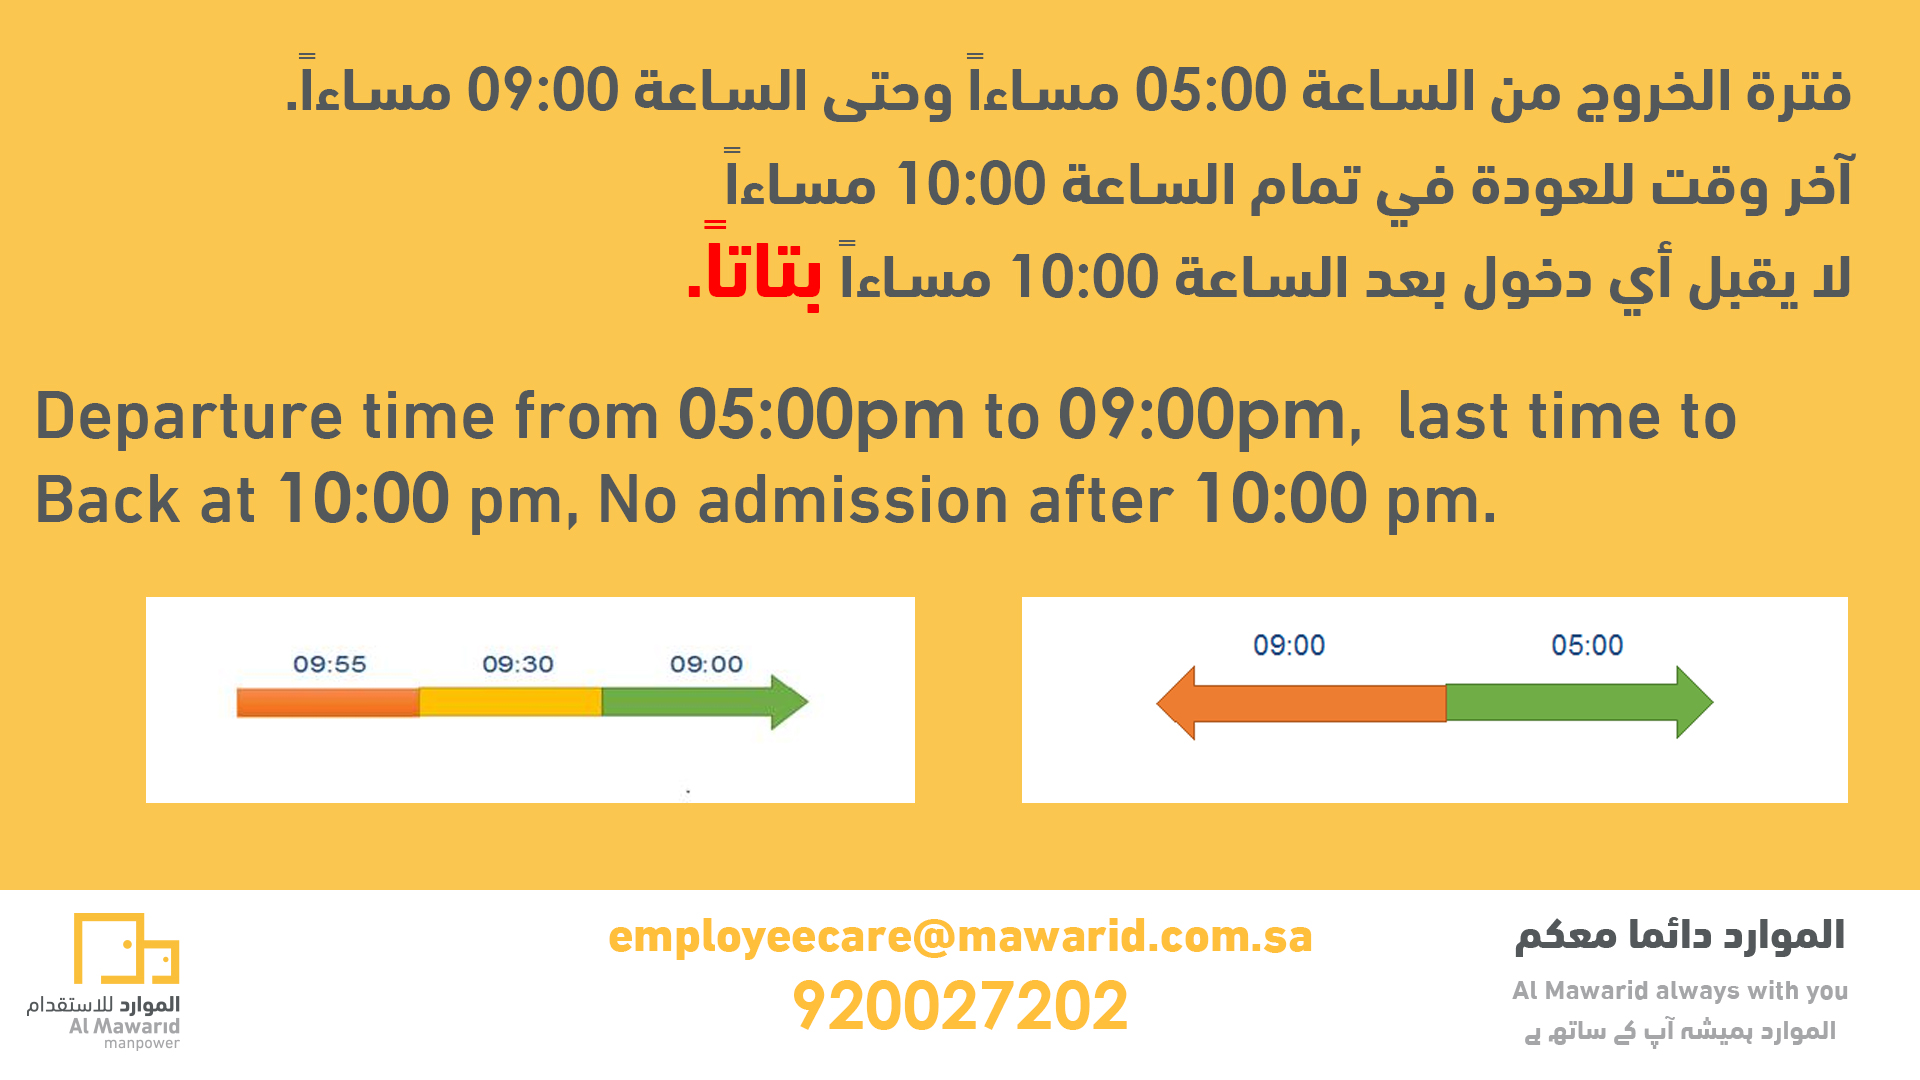 فترة الخروج من الساعة 05:00 مساءاً وحتى الساعة 09:00 مساءاً.
آخر وقت للعودة في تمام الساعة 10:00 مساءاً
لا يقبل أي دخول بعد الساعة 10:00 مساءاً بتاتاً.
Departure time from 05:00pm to 09:00pm, last time to
Back at 10:00 pm, No admission after 10:00 pm.
09:55 09:30 09:00
09:00 05:00
الموارد للاستقدام
Al Mawarid
manpower
employeecare@mawarid.com.sa
920027202
الموارد دائما معكم
Al Mawarid always with you
الموارد ہمیشہ آپ کے ساتھ ہے